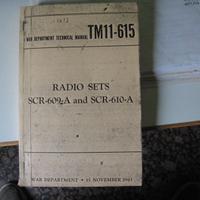 WAR DEPARTMENT TECHNICAL MANUAL TM11-615
RADIO SETS
SCR-609-A and SCR-610-A
WAR DEPARTMENT • 15 NOVEMBER 1943